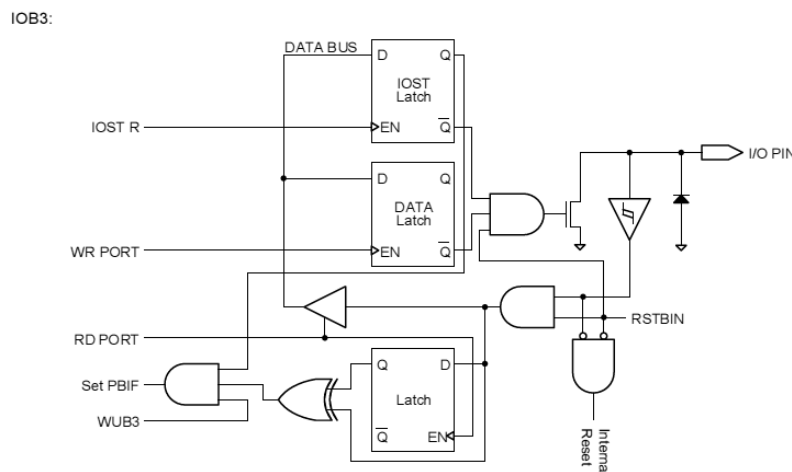 IOB3:
DATA BUS
D Q
IOST
Latch
IOST R
EN Q
I/O PIN
D Q
DATA
Latch
WR PORT
EN Q
RSTBIN
RD PORT
Q D
Set PBIF
Latch
WUB3
Q EN
Interna
Reset